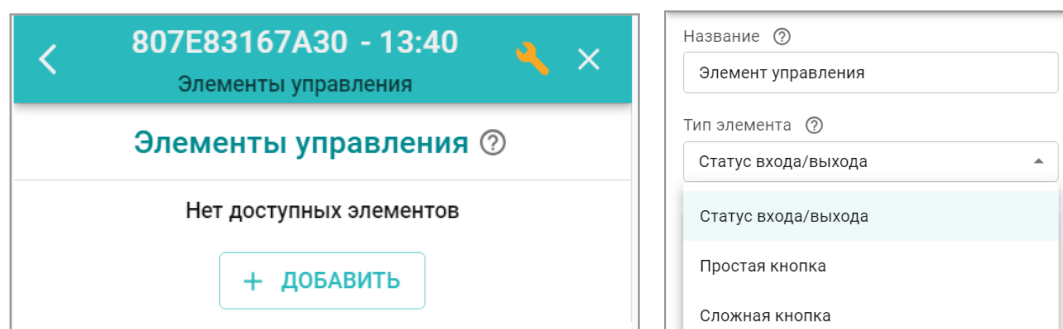 807E83167A30 - 13:40
Элементы управления
Элементы управления
Нет доступных элементов
+ ДОБАВИТЬ
Название
Элемент управления
Тип элемента
Статус входа/выхода
Статус входа/выхода
Простая кнопка
Сложная кнопка